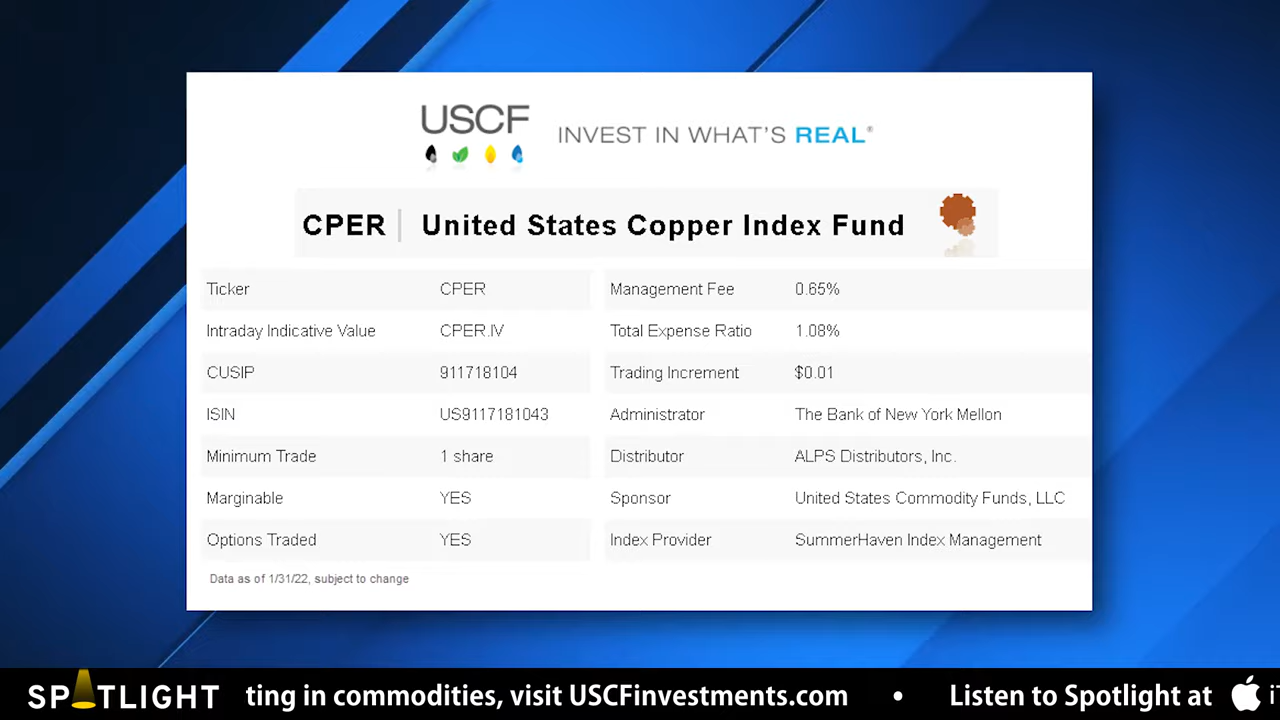 USCF
INVEST IN WHAT'S REAL®
CPER United States Copper Index Fund
Ticker CPER Management Fee 0.65%
Intraday Indicative Value CPER.IV Total Expense Ratio 1.08%
CUSIP 911718104 Trading Increment $0.01
ISIN US9117181043 Administrator The Bank of New York Mellon
Minimum Trade 1 share Distributor ALPS Distributors, Inc.
Marginable YES Sponsor United States Commodity Funds, LLC
Options Traded YES Index Provider SummerHaven Index Management
Data as of 1/31/22, subject to change
SPOTLIGHT ting in commodities, visit USCFinvestments.com • Listen to Spotlight at iT